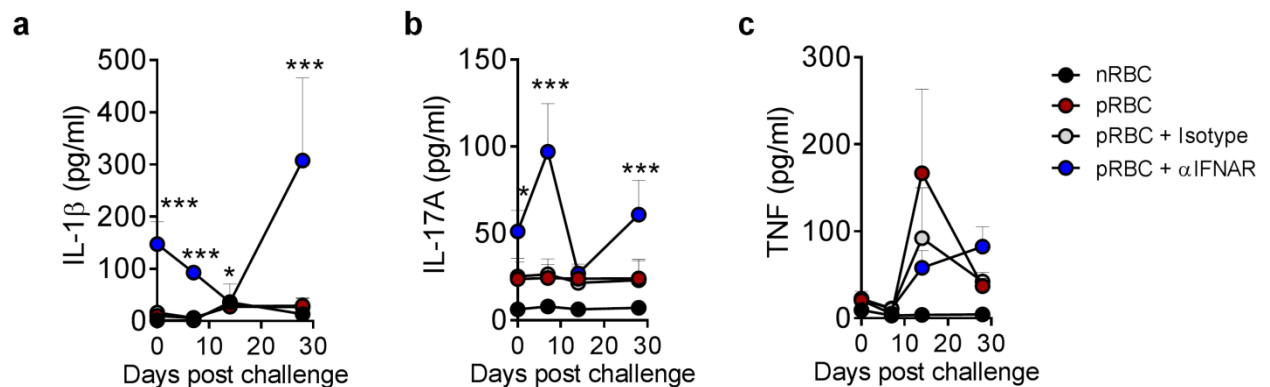 a
IL-1β (pg/ml)
500
400
300
200
100
0
***
***
*
***
0 10 20 30
Days post challenge
b
IL-17A (pg/ml)
150
100
50
0
*
***
***
0 10 20 30
Days post challenge
c
TNF (pg/ml)
300
200
100
0
0 10 20 30
Days post challenge
nRBC
pRBC
pRBC + Isotype
pRBC + αIFNAR